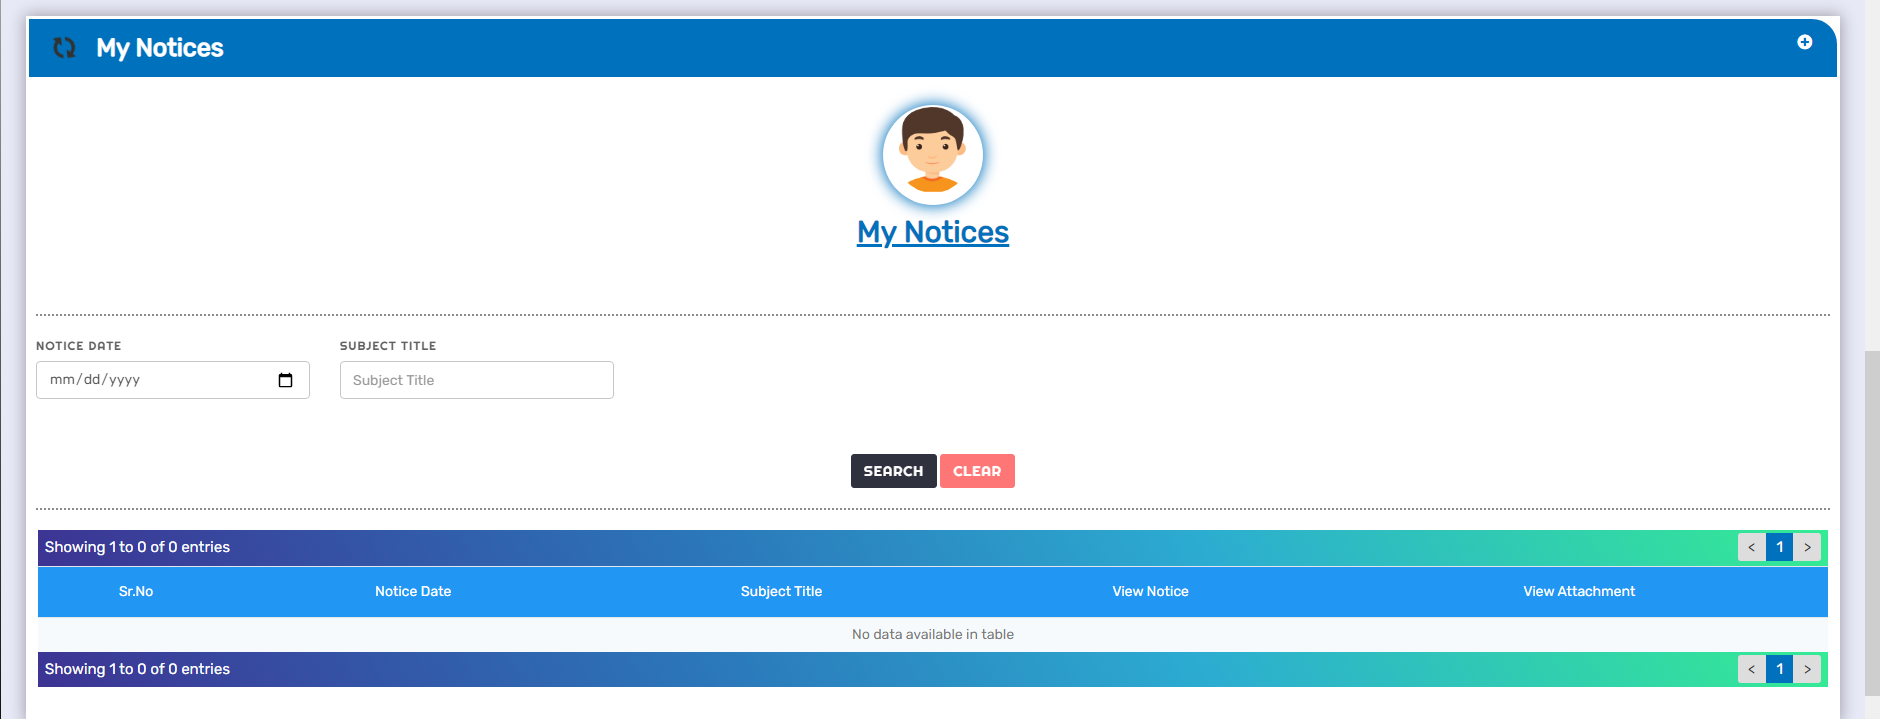 My Notices
My Notices
NOTICE DATE
SUBJECT TITLE
mm/dd/yyyy
Subject Title
SEARCH
CLEAR
Showing 1 to 0 of 0 entries
< 1 >
Sr.No
Notice Date
Subject Title
View Notice
View Attachment
No data available in table
Showing 1 to 0 of 0 entries
< 1 >